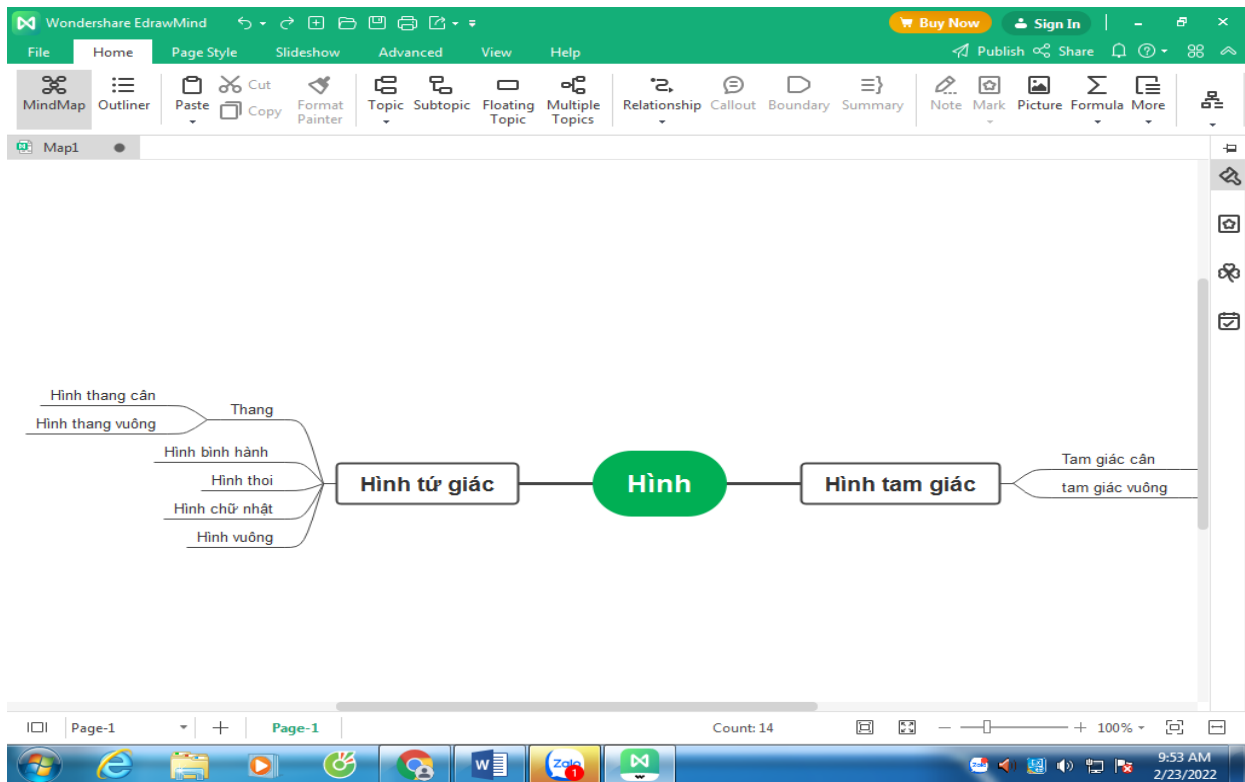 Wondershare EdrawMind
Buy Now
Sign In
File Home Page Style Slideshow Advanced View Help
Publish Share
MindMap Outliner Paste Cut Copy Format Painter Topic Subtopic Floating Topic Multiple Topics Relationship Callout Boundary Summary Note Mark Picture Formula More
Map1
Hình thang cân
Hình thang vuông
Thang
Hình bình hành
Hình thoi
Hình chữ nhật
Hình vuông
Hình tứ giác
Hình
Hình tam giác
Tam giác cân
tam giác vuông
Page-1
Page-1
Count: 14
100%
Zalo
1
9:53 AM
2/23/2022